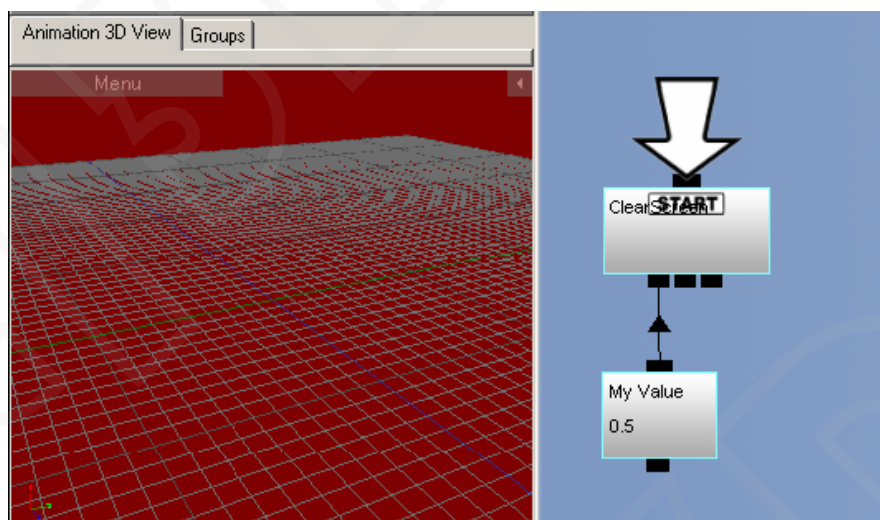 Animation 3D View
Groups
Menu
ClearScreen
START
My Value
0.5